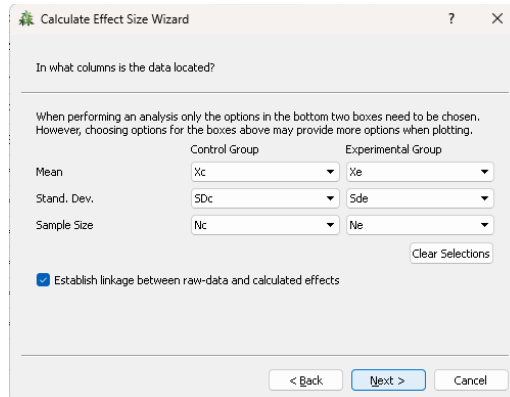 Calculate Effect Size Wizard ? ×
In what columns is the data located?
When performing an analysis only the options in the bottom two boxes need to be chosen.
However, choosing options for the boxes above may provide more options when plotting.
Control Group Experimental Group
Mean Xc Xe
Stand. Dev. SDc Sde
Sample Size Nc Ne
Clear Selections
Establish linkage between raw-data and calculated effects
< Back Next > Cancel